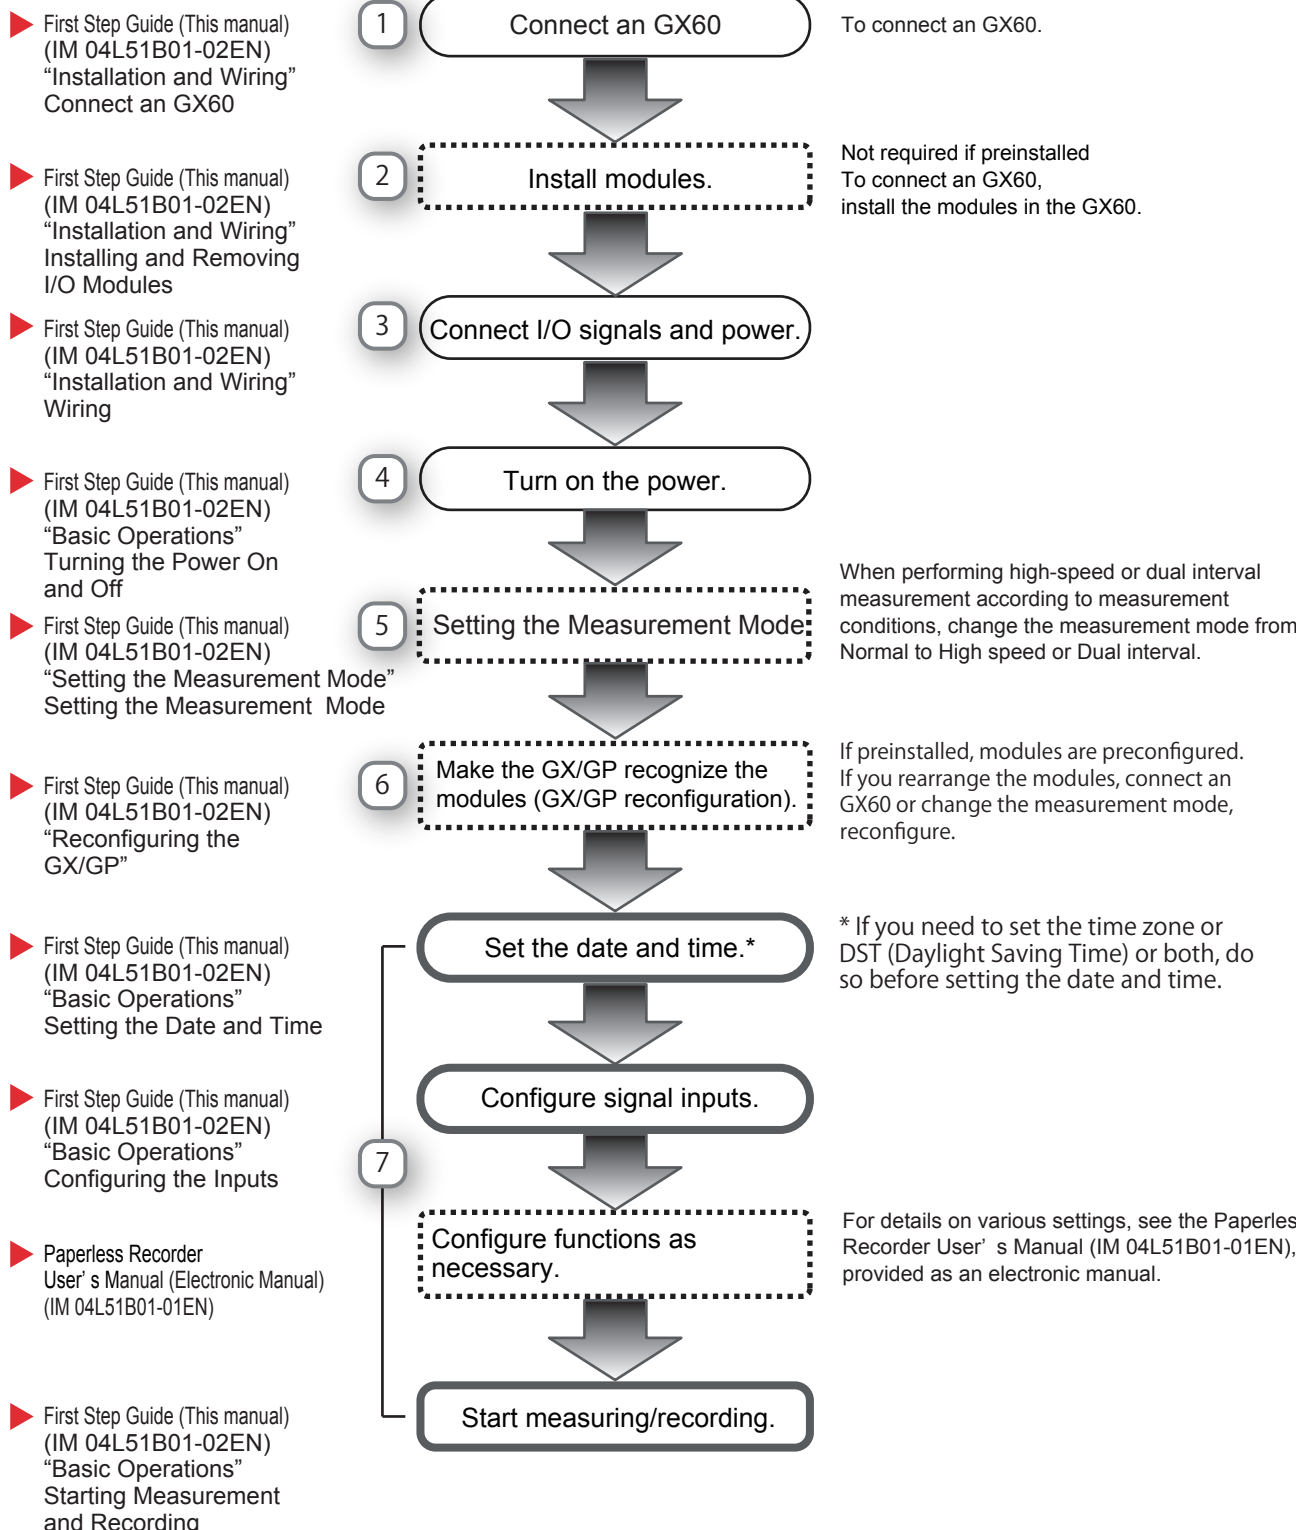 First Step Guide (This manual)
(IM 04L51B01-02EN)
“Installation and Wiring”
Connect an GX60
1
Connect an GX60
To connect an GX60.
First Step Guide (This manual)
(IM 04L51B01-02EN)
“Installation and Wiring”
Installing and Removing
I/O Modules
2
Install modules.
Not required if preinstalled
To connect an GX60,
install the modules in the GX60.
First Step Guide (This manual)
(IM 04L51B01-02EN)
“Installation and Wiring”
Wiring
3
Connect I/O signals and power.
First Step Guide (This manual)
(IM 04L51B01-02EN)
“Basic Operations”
Turning the Power On
and Off
4
Turn on the power.
First Step Guide (This manual)
(IM 04L51B01-02EN)
“Setting the Measurement Mode”
Setting the Measurement  Mode
5
Setting the Measurement Mode
When performing high-speed or dual interval
measurement according to measurement
conditions, change the measurement mode from
Normal to High speed or Dual interval.
First Step Guide (This manual)
(IM 04L51B01-02EN)
“Reconfiguring the
GX/GP”
6
Make the GX/GP recognize the
modules (GX/GP reconfiguration).
If preinstalled, modules are preconfigured.
If you rearrange the modules, connect an
GX60 or change the measurement mode,
reconfigure.
First Step Guide (This manual)
(IM 04L51B01-02EN)
“Basic Operations”
Setting the Date and Time
Set the date and time.*
* If you need to set the time zone or
DST (Daylight Saving Time) or both, do
so before setting the date and time.
First Step Guide (This manual)
(IM 04L51B01-02EN)
“Basic Operations”
Configuring the Inputs
7
Configure signal inputs.
Paperless Recorder
User’ s Manual (Electronic Manual)
(IM 04L51B01-01EN)
Configure functions as
necessary.
For details on various settings, see the Paperles
Recorder User’ s Manual (IM 04L51B01-01EN),
provided as an electronic manual.
First Step Guide (This manual)
(IM 04L51B01-02EN)
“Basic Operations”
Starting Measurement
and Recording
Start measuring/recording.